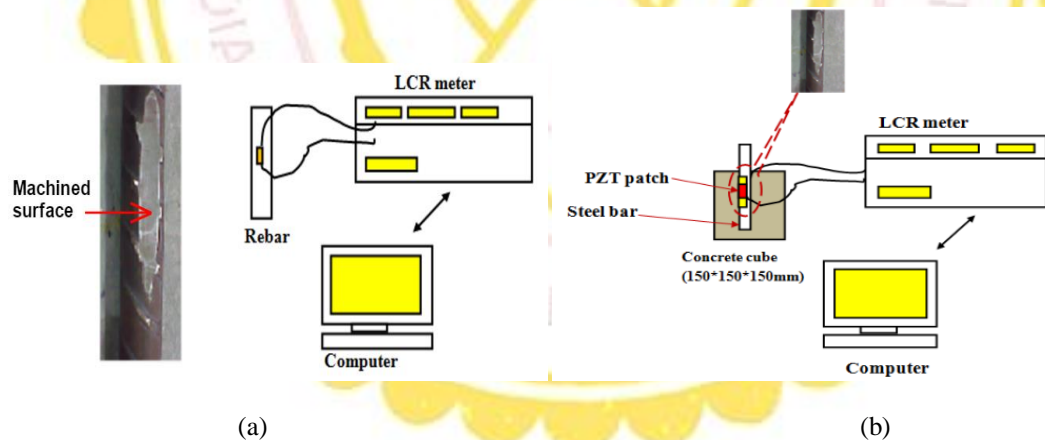 LCR meter
Machined
surface
Rebar
Computer
(a)
LCR meter
PZT patch
Steel bar
Concrete cube
(150*150*150mm)
Computer
(b)